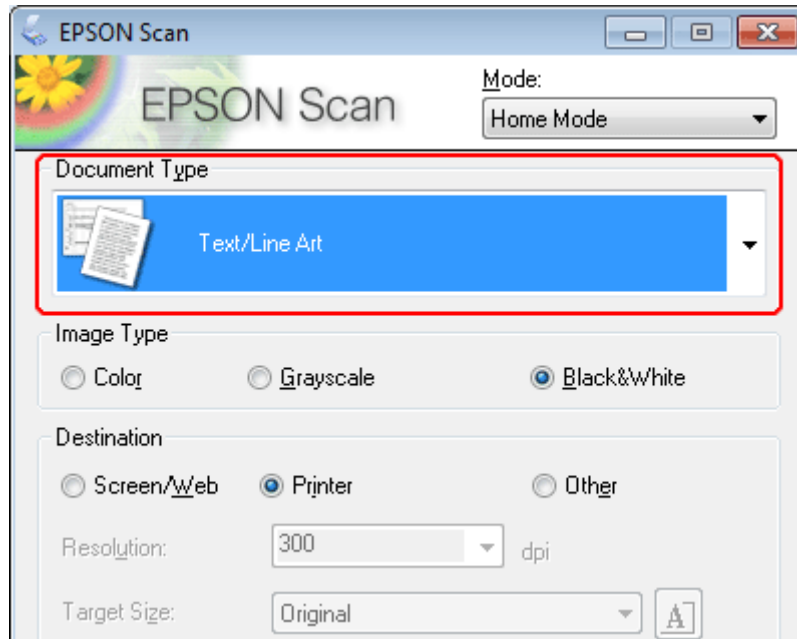 EPSON Scan
EPSON Scan
Mode:
Home Mode
Document Type
Text/Line Art
Image Type
Color Grayscale Black&White
Destination
Screen/Web Printer Other
Resolution: 300 dpi
Target Size: Original A